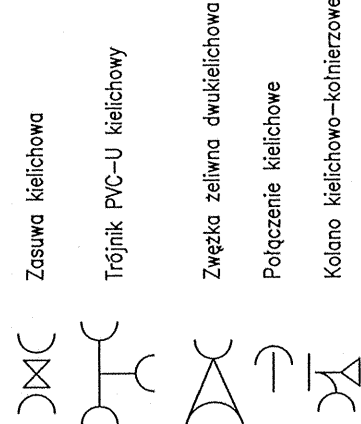 Zasuwa kielichowa
Trójnik PVC-U kielichowy
Zwężka żeliwna dwukielichowa
Połączenie kielichowe
Kolano kielichowo-kołnierzowe